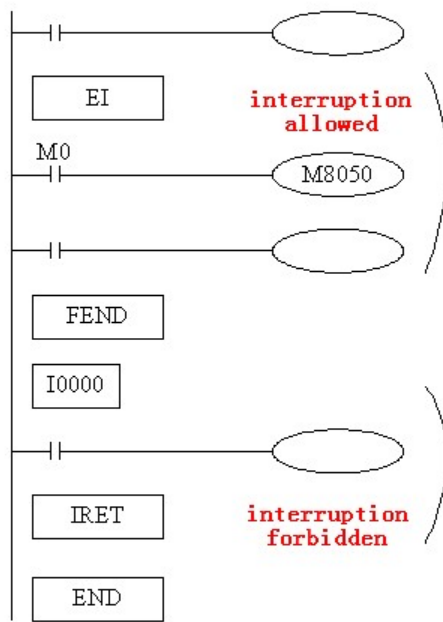 EI
interruption
allowed
M0
M8050
FEND
I0000
IRET
interruption
forbidden
END